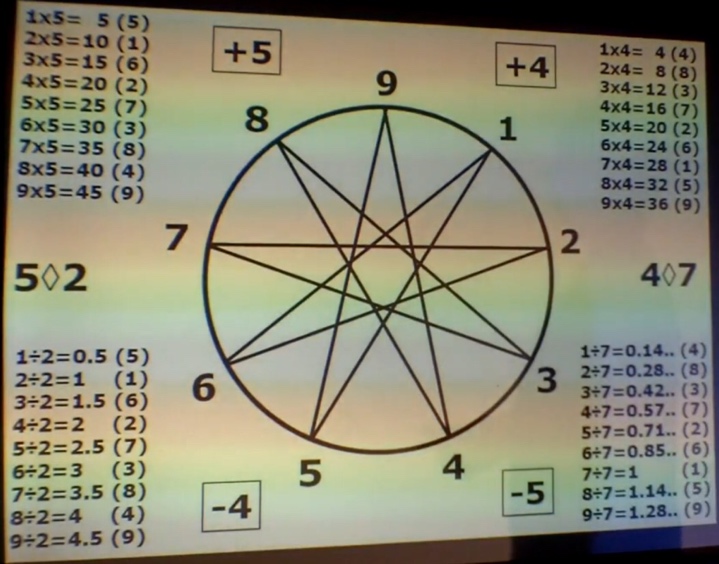 1x5= 5 (5)
2x5=10 (1)
3x5=15 (6)
4x5=20 (2)
5x5=25 (7)
6x5=30 (3)
7x5=35 (8)
8x5=40 (4)
9x5=45 (9)
+5
+4
1x4= 4 (4)
2x4= 8 (8)
3x4=12 (3)
4x4=16 (7)
5x4=20 (2)
6x4=24 (6)
7x4=28 (1)
8x4=32 (5)
9x4=36 (9)
9
8
1
7
2
6
3
5
4
5◊2
4◊7
1÷2=0.5 (5)
2÷2=1 (1)
3÷2=1.5 (6)
4÷2=2 (2)
5÷2=2.5 (7)
6÷2=3 (3)
7÷2=3.5 (8)
8÷2=4 (4)
9÷2=4.5 (9)
-4
-5
1÷7=0.14.. (4)
2÷7=0.28.. (8)
3÷7=0.42.. (3)
4÷7=0.57.. (7)
5÷7=0.71.. (2)
6÷7=0.85.. (6)
7÷7=1 (1)
8÷7=1.14.. (5)
9÷7=1.28.. (9)